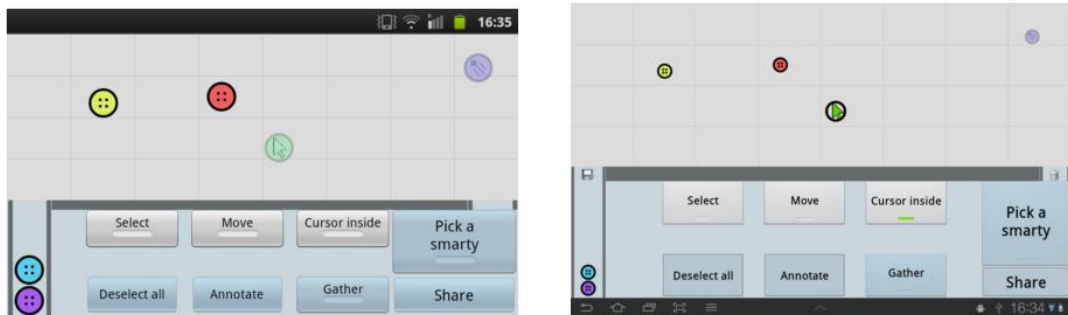 16:35
Select
Move
Cursor inside
Pick a
smarty
Deselect all
Annotate
Gather
Share
Select
Move
Cursor inside
Pick a
smarty
Deselect all
Annotate
Gather
Share
16:34